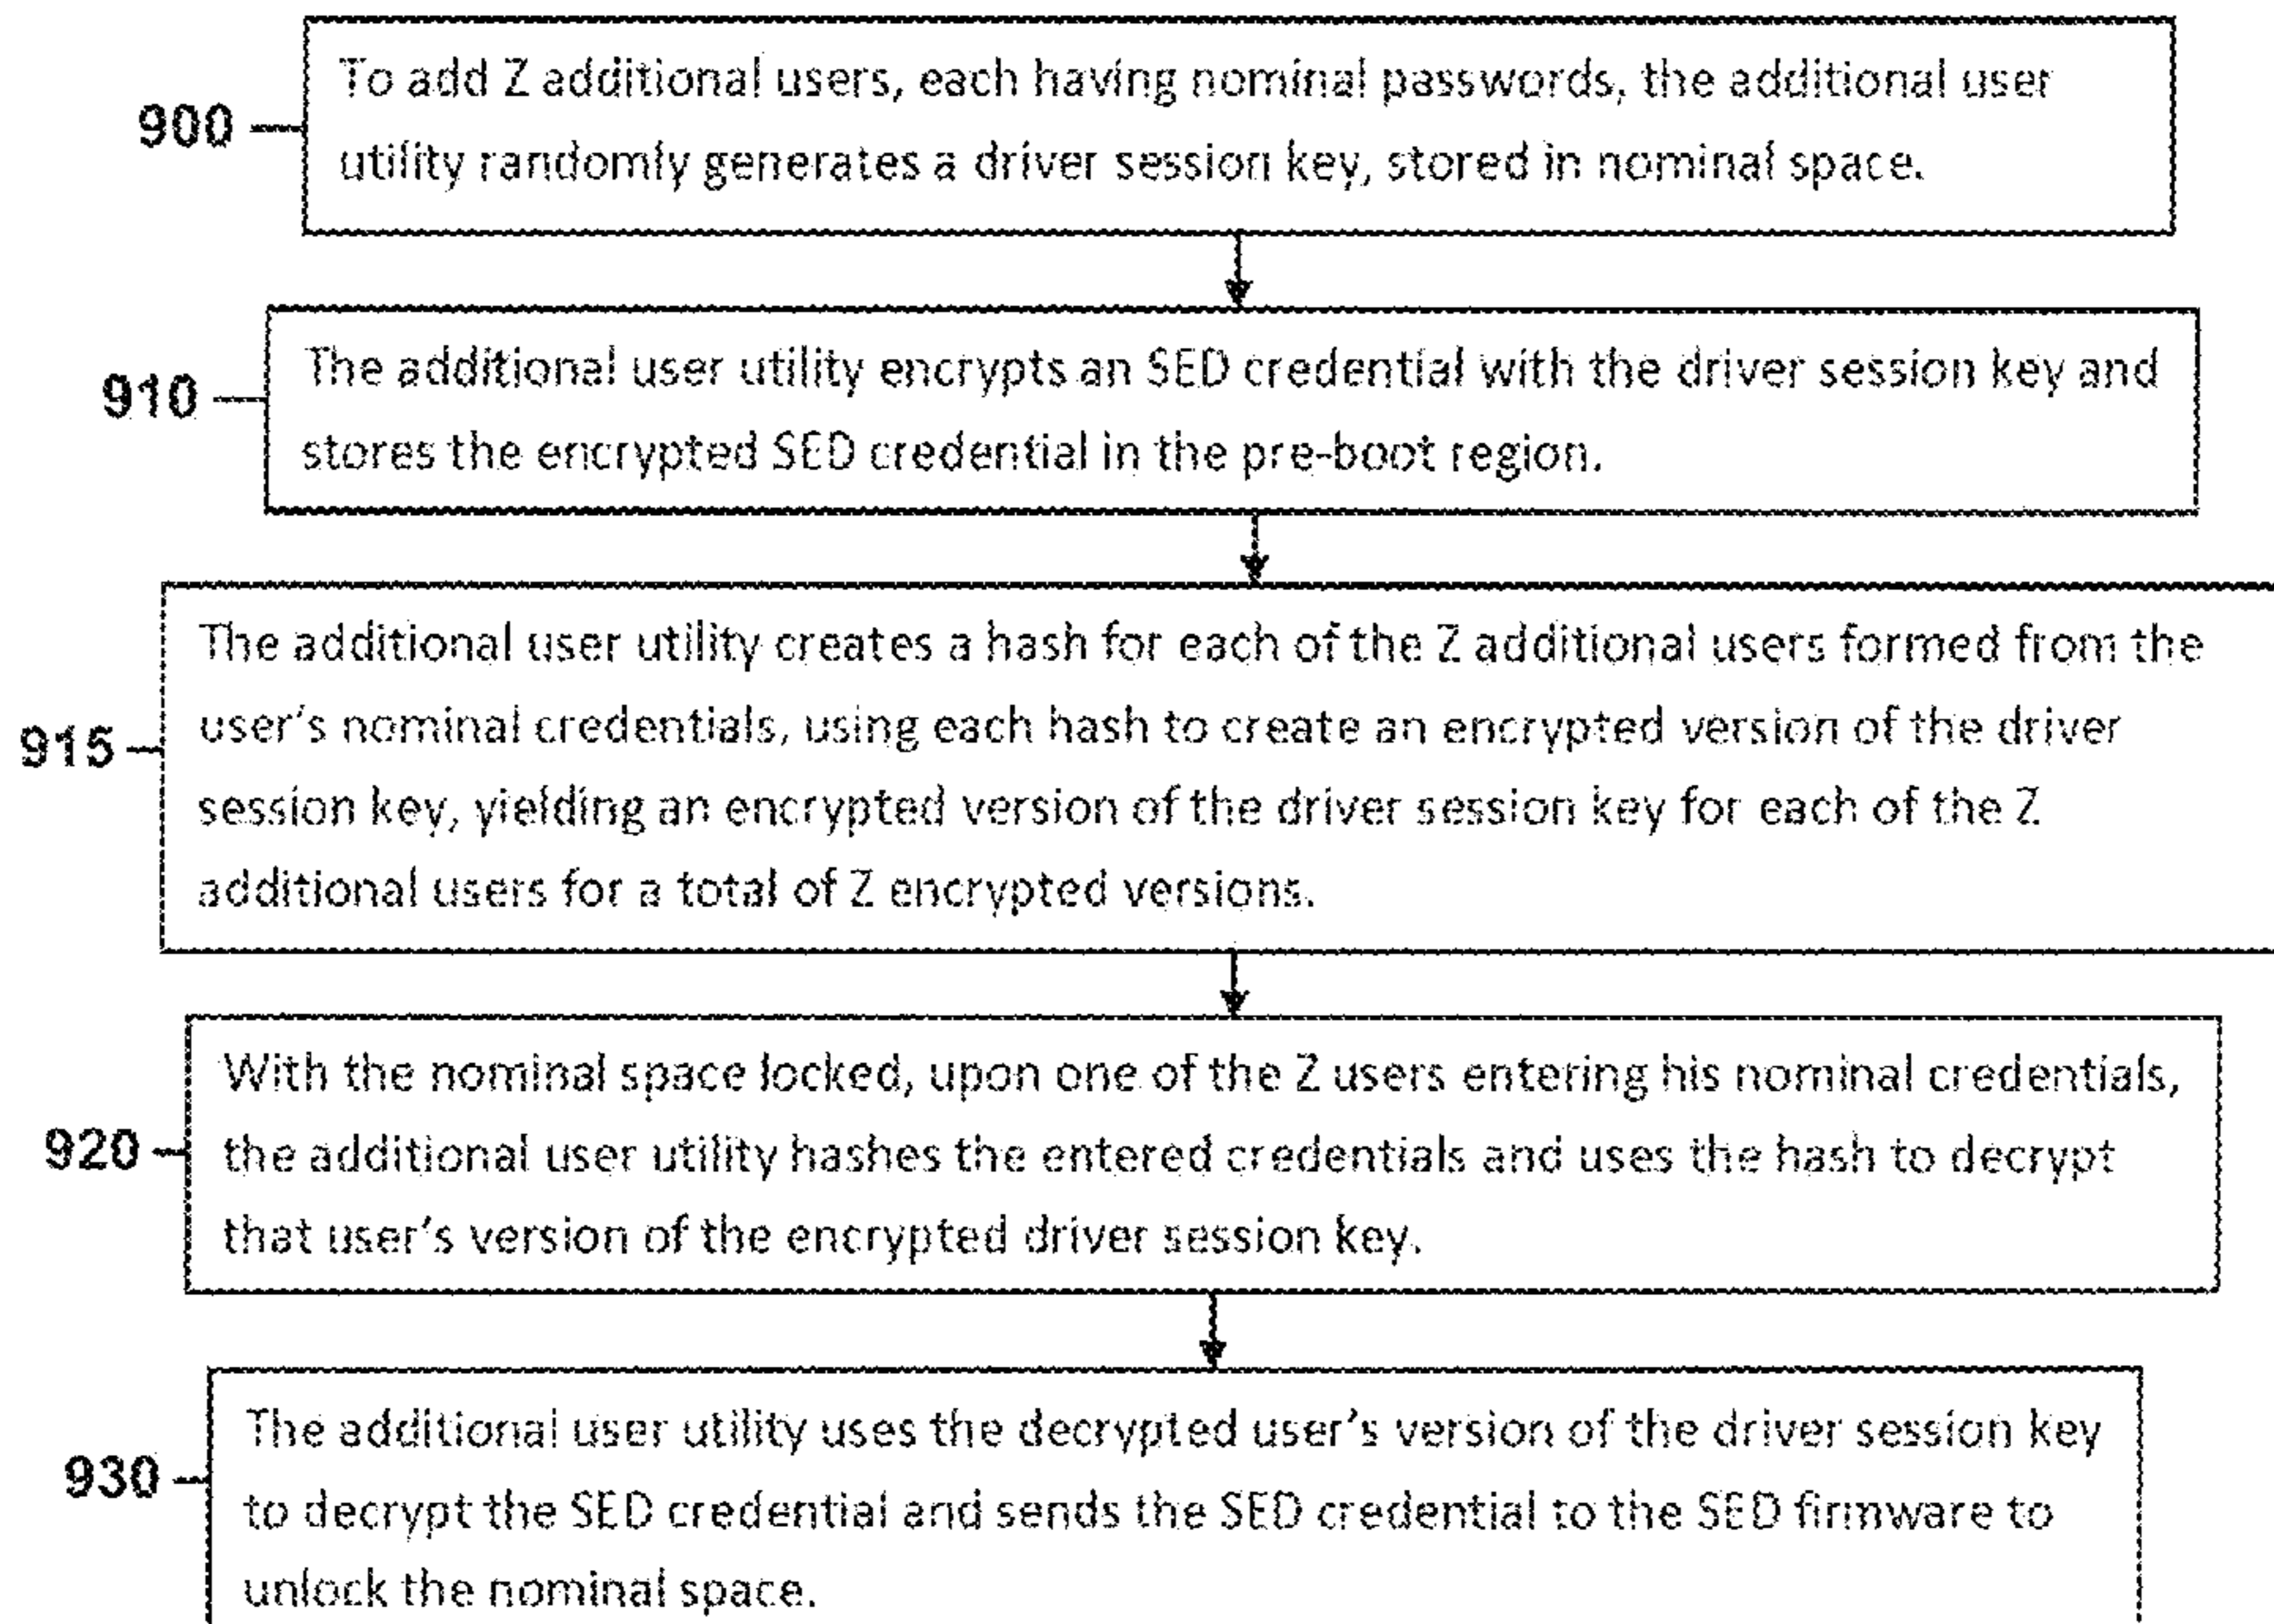 To add Z additional users, each having nominal passwords, the additional user
900
utility randomly generates a driver session key, stored in nominal space.
The additional user utility encrypts an SED credential with the driver session key and
910
stores the encrypted SED credential in the pre-boot region.
The additional user utility creates a hash for each of the Z additional users formed from the
user's nominal credentials, using each hash to create an encrypted version of the driver
915
session key, yielding an encrypted version of the driver session key for each of the Z
additional users for a total of Z encrypted versions.
With the nominal space locked, upon one of the Z users entering his nominal credentials,
920
the additional user utility hashes the entered credentials and uses the hash to decrypt
that user's version of the encrypted driver session key.
The additional user utility uses the decrypted user's version of the driver session key
930
to decrypt the SED credential and sends the SED credential to the SED firmware to
unlock the nominal space.